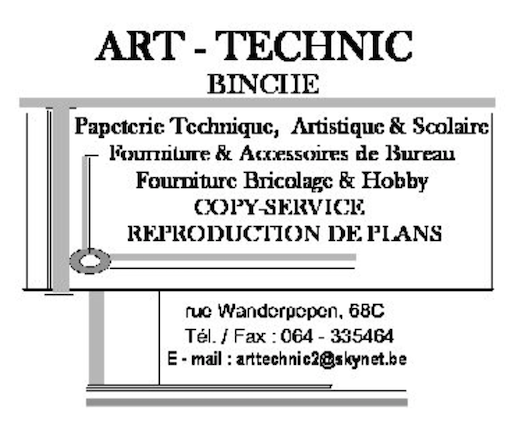 ART - TECHNIC
BINCHE
Papeterie Technique, Artistique & Scolaire
Fourniture & Accessoires de Bureau
Fourniture Bricolage & Hobby
COPY-SERVICE
REPRODUCTION DE PLANS
rue Wanderpepen, 68C
Tél. / Fax : 064 - 335464
E - mail : arttechnic2@skynet.be